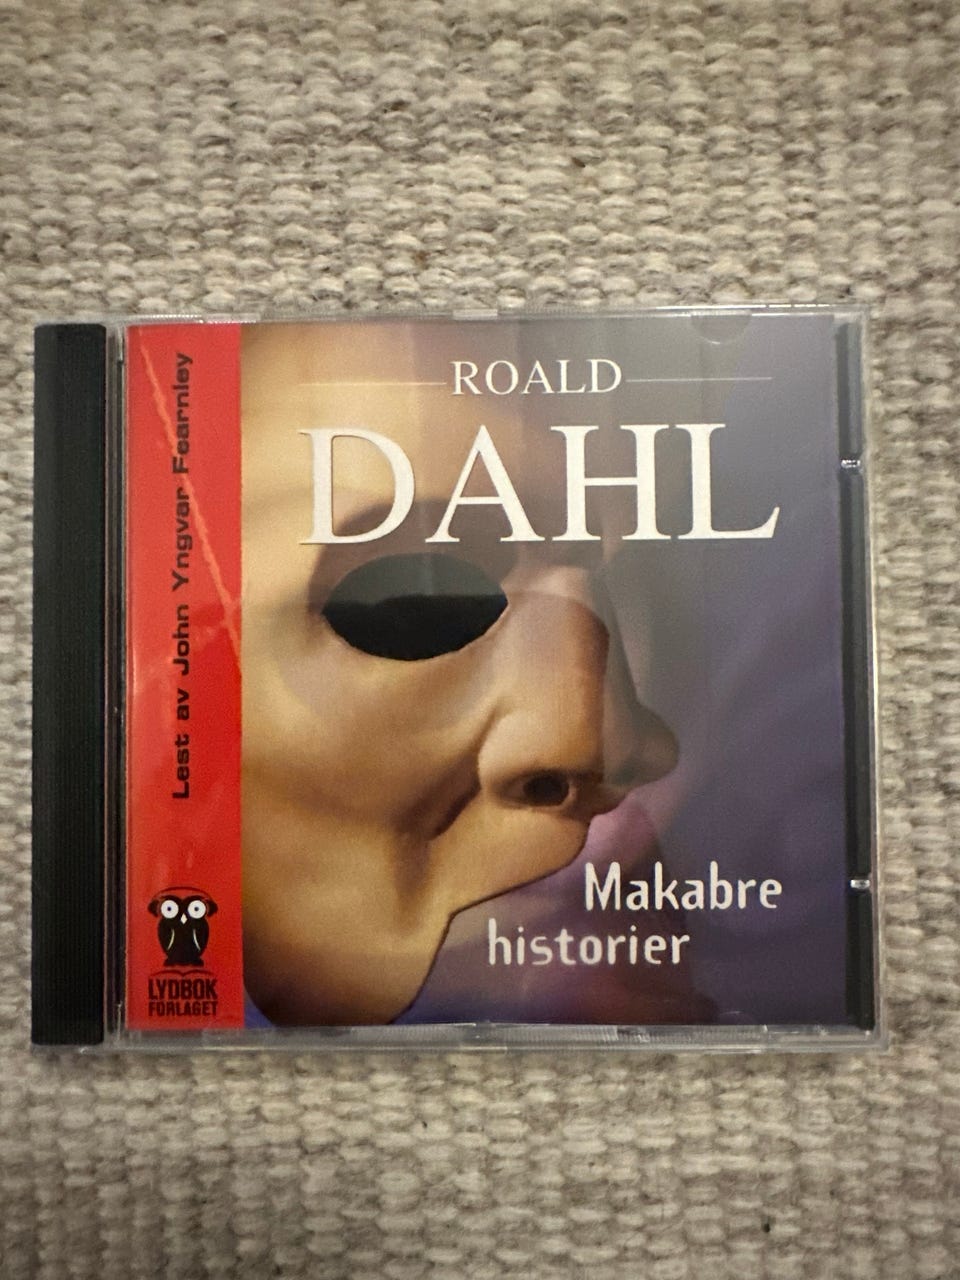 ROALD
DAHL
Makabre
historier
Lest av John Yngvar Fearnley
LYDBOK
FORLAGET